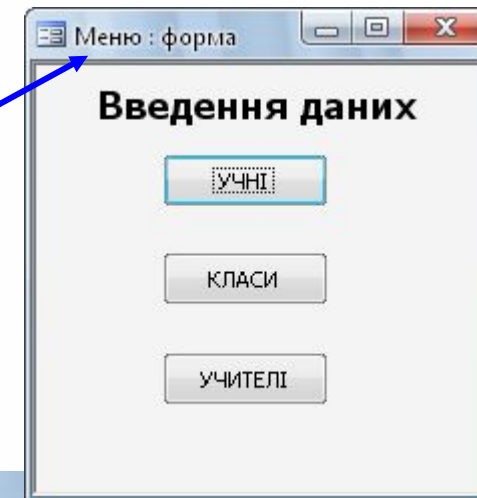 Меню : форма
Введення даних
УЧНІ
КЛАСИ
УЧИТЕЛІ